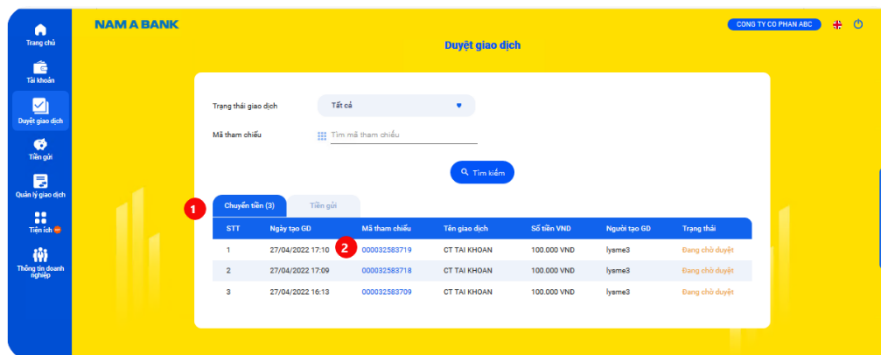 NAM A BANK
CONG TY CO PHAN ABC
Duyệt giao dịch
Trang chủ
Tài khoản
Duyệt giao dịch
Tiền gửi
Quản lý giao dịch
Tiện ích
Thông tin doanh
nghiệp
Trạng thái giao dịch Tất cả
Mã tham chiếu Tìm mã tham chiếu
Tìm kiếm
1 Chuyển tiền (3) Tiền gửi
STT Ngày tạo GD Mã tham chiếu Tên giao dịch Số tiền VND Người tạo GD Trạng thái
1 27/04/2022 17:10 2 000032583719 CT TAI KHOAN 100.000 VND lysme3 Đang chờ duyệt
2 27/04/2022 17:09 000032583718 CT TAI KHOAN 100.000 VND lysme3 Đang chờ duyệt
3 27/04/2022 16:13 000032583709 CT TAI KHOAN 100.000 VND lysme3 Đang chờ duyệt